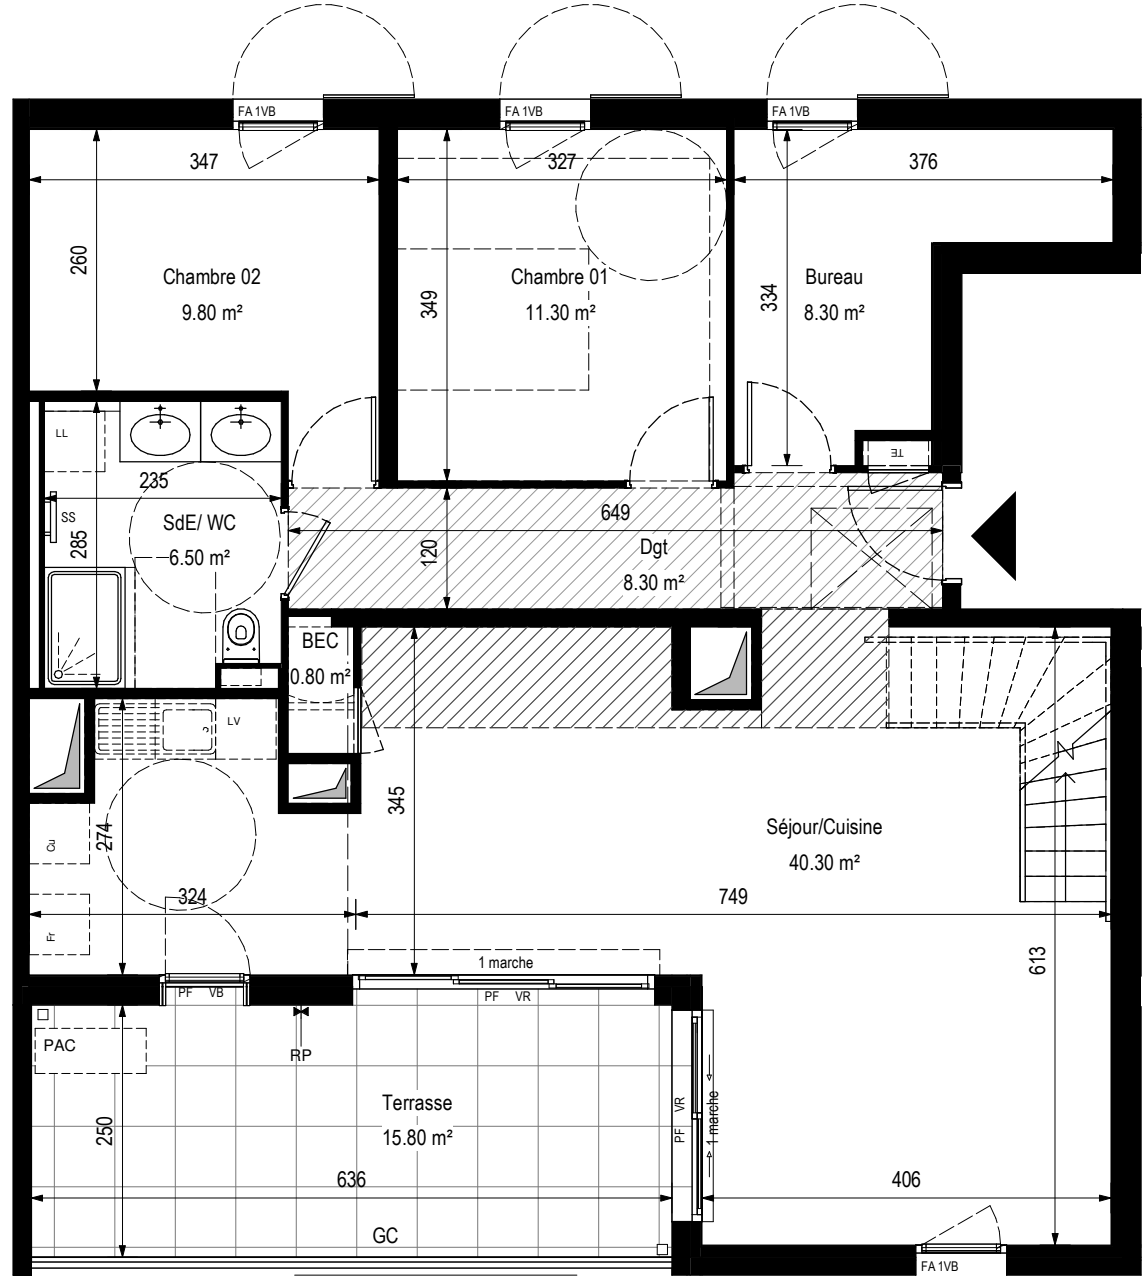 FA 1VB
FA 1VB
FA 1VB
347
327
376
260
Chambre 02
9.80 m²
349
Chambre 01
11.30 m²
334
Bureau
8.30 m²
LL
TE
235
SS
285
SdE/ WC
6.50 m²
649
120
Dgt
8.30 m²
BEC
0.80 m²
LV
274
345
Séjour/Cuisine
40.30 m²
Cu
324
749
Fr
613
1 marche
PF VB
PF VR
PAC
RP
250
Terrasse
15.80 m²
PF VR
1 marche
636
406
GC
FA 1VB